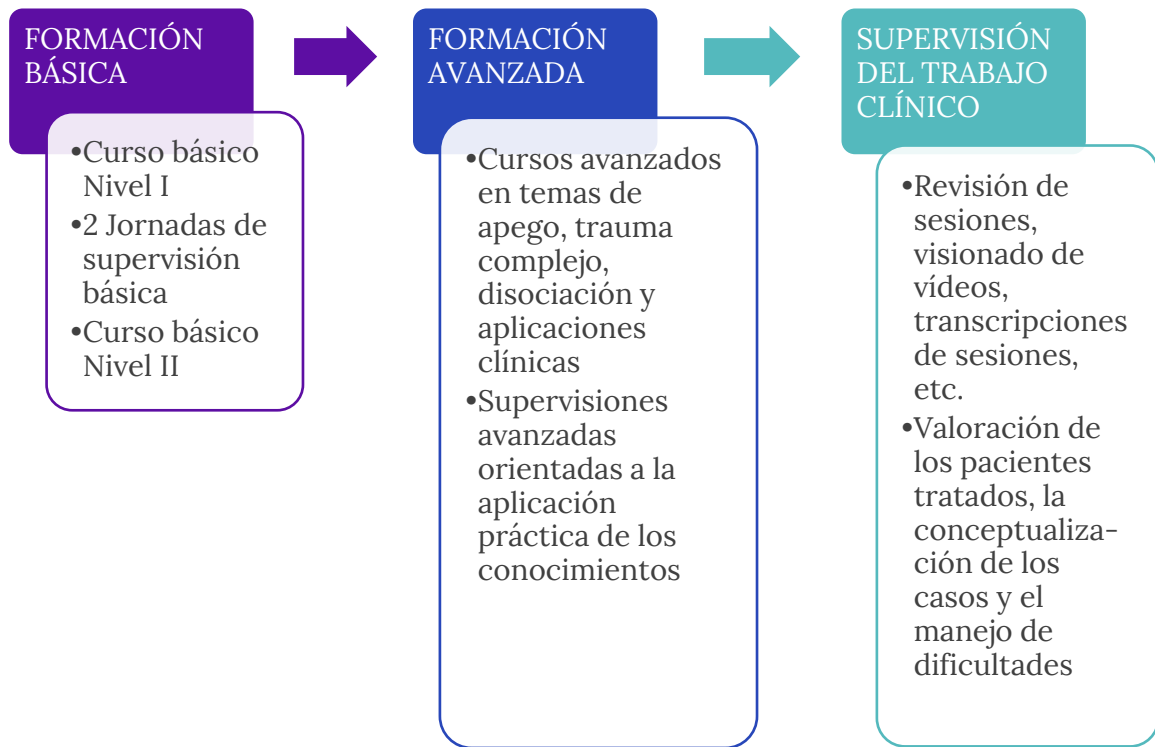 FORMACIÓN
BÁSICA
•Curso básico
Nivel I
•2 Jornadas de
supervisión
básica
•Curso básico
Nivel II
FORMACIÓN
AVANZADA
•Cursos avanzados
en temas de
apego, trauma
complejo,
disociación y
aplicaciones
clínicas
•Supervisiones
avanzadas
orientadas a la
aplicación
práctica de los
conocimientos
SUPERVISIÓN
DEL TRABAJO
CLÍNICO
•Revisión de
sesiones,
visionado de
vídeos,
transcripciones
de sesiones,
etc.
•Valoración de
los pacientes
tratados, la
conceptualiza-
ción de los
casos y el
manejo de
dificultades